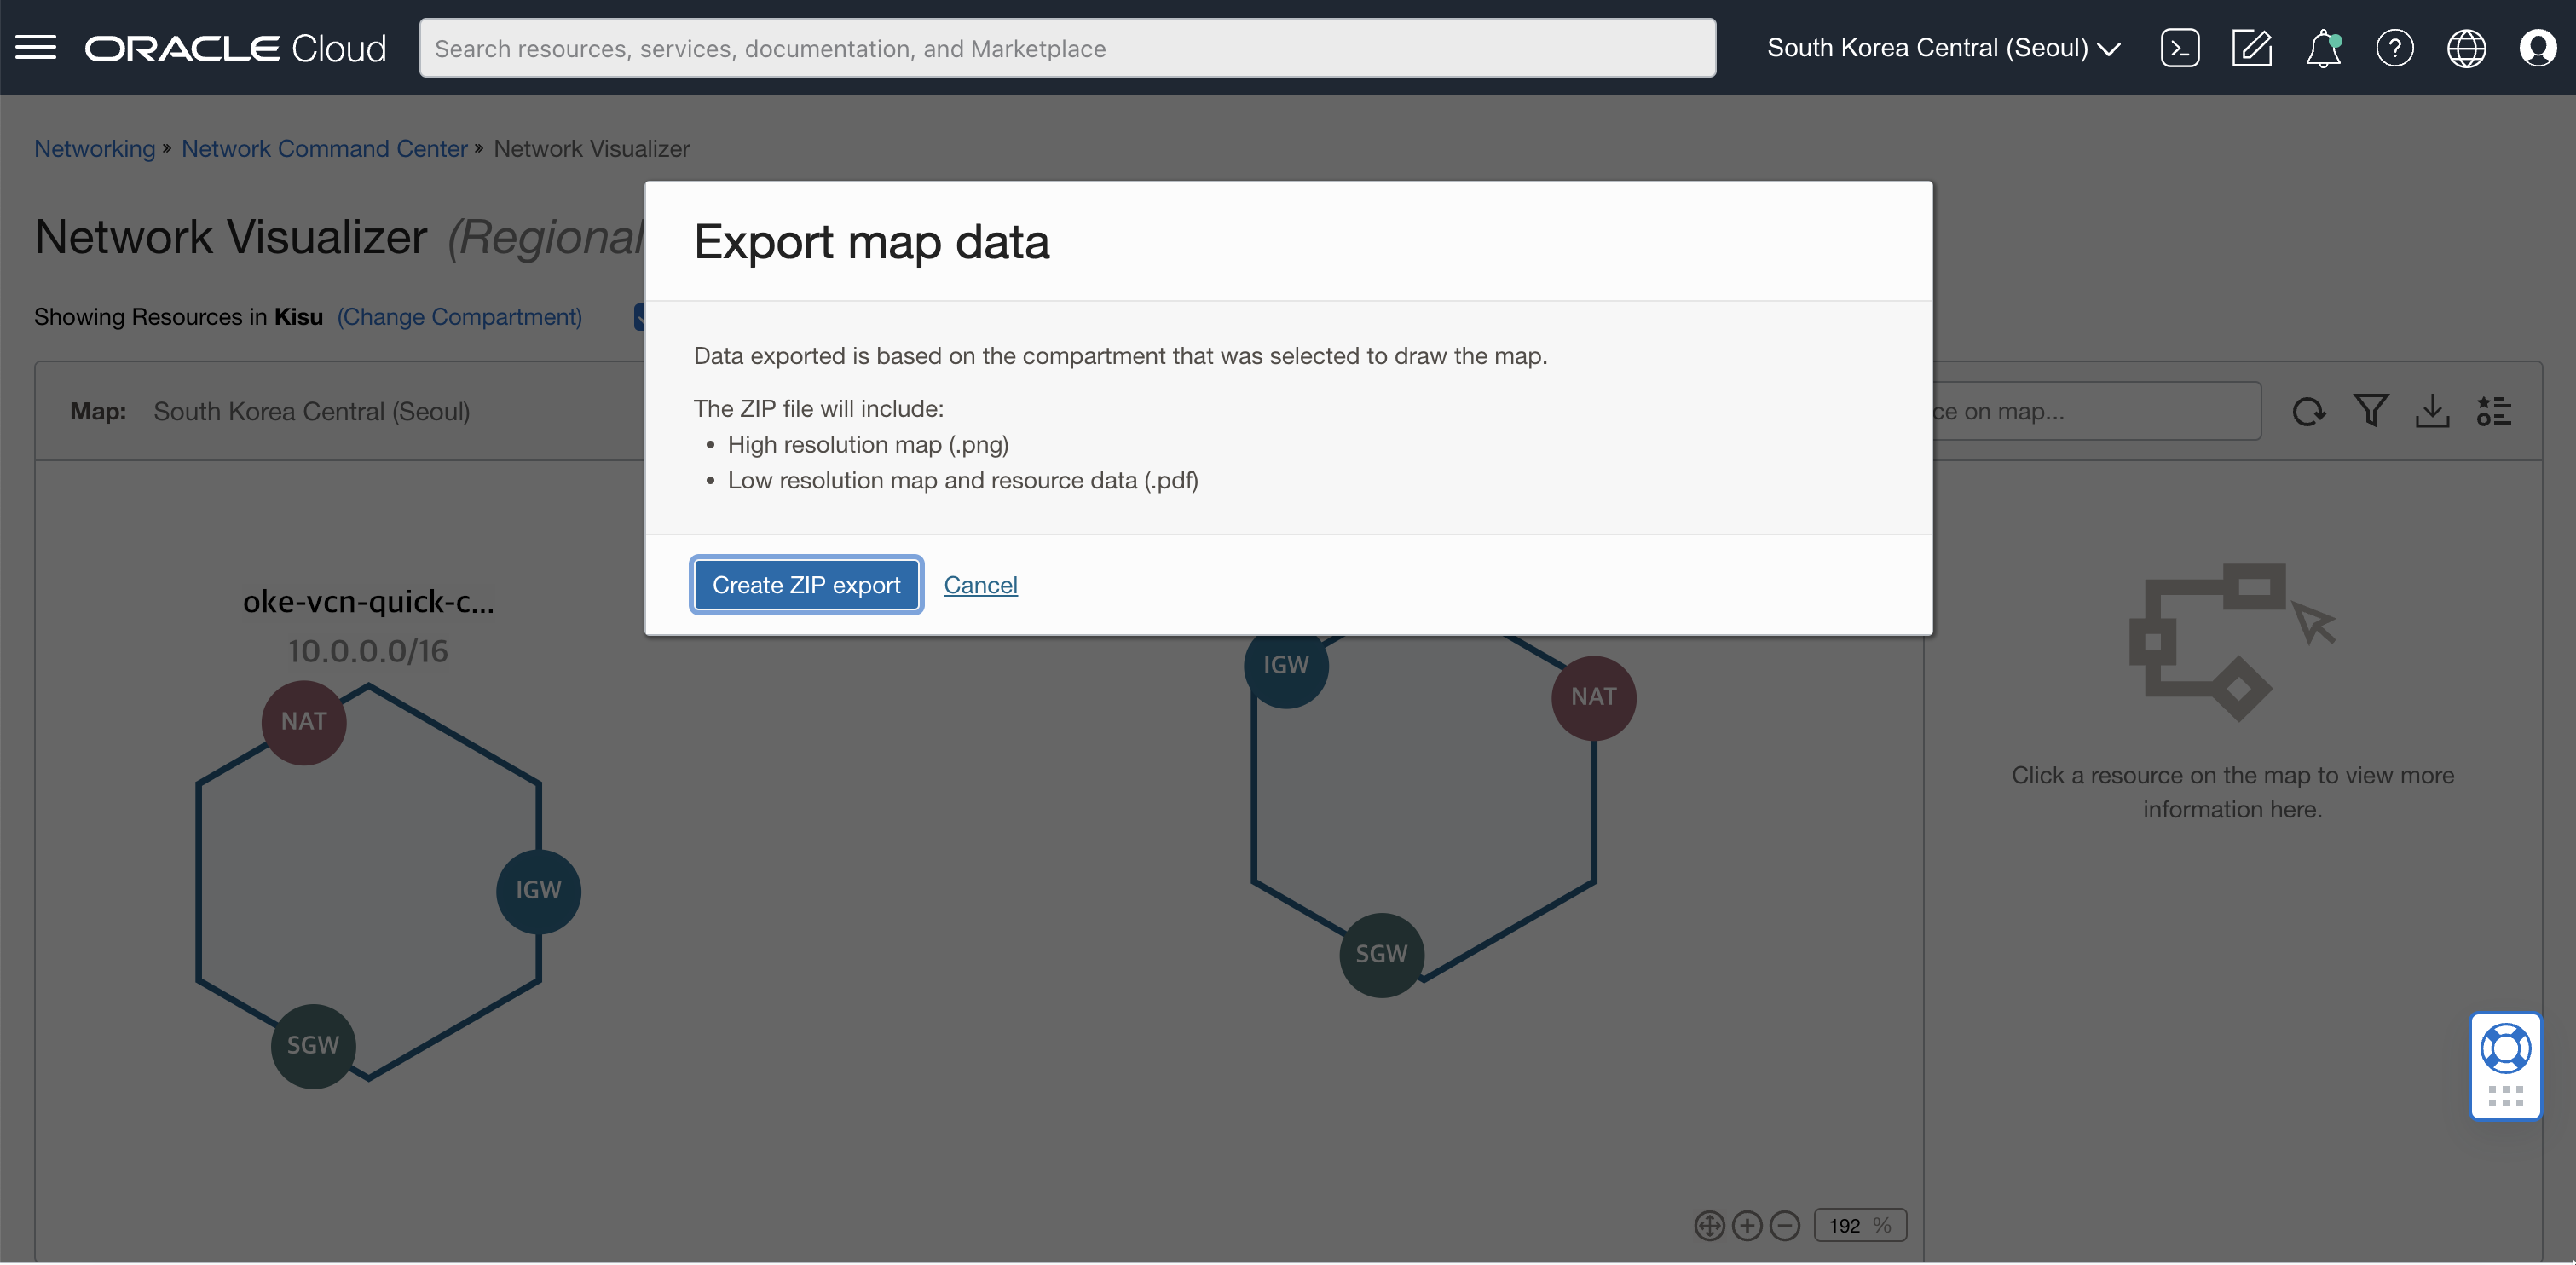 ORACLE Cloud
Search resources, services, documentation, and Marketplace
South Korea Central (Seoul)
Networking » Network Command Center » Network Visualizer
Network Visualizer (Regional
Showing Resources in Kisu (Change Compartment)
Export map data
Data exported is based on the compartment that was selected to draw the map.
The ZIP file will include:
• High resolution map (.png)
• Low resolution map and resource data (.pdf)
Create ZIP export Cancel
Map: South Korea Central (Seoul)
ce on map...
oke-vcn-quick-c...
10.0.0.0/16
NAT
IGW
SGW
IGW
NAT
SGW
Click a resource on the map to view more
information here.
192 %